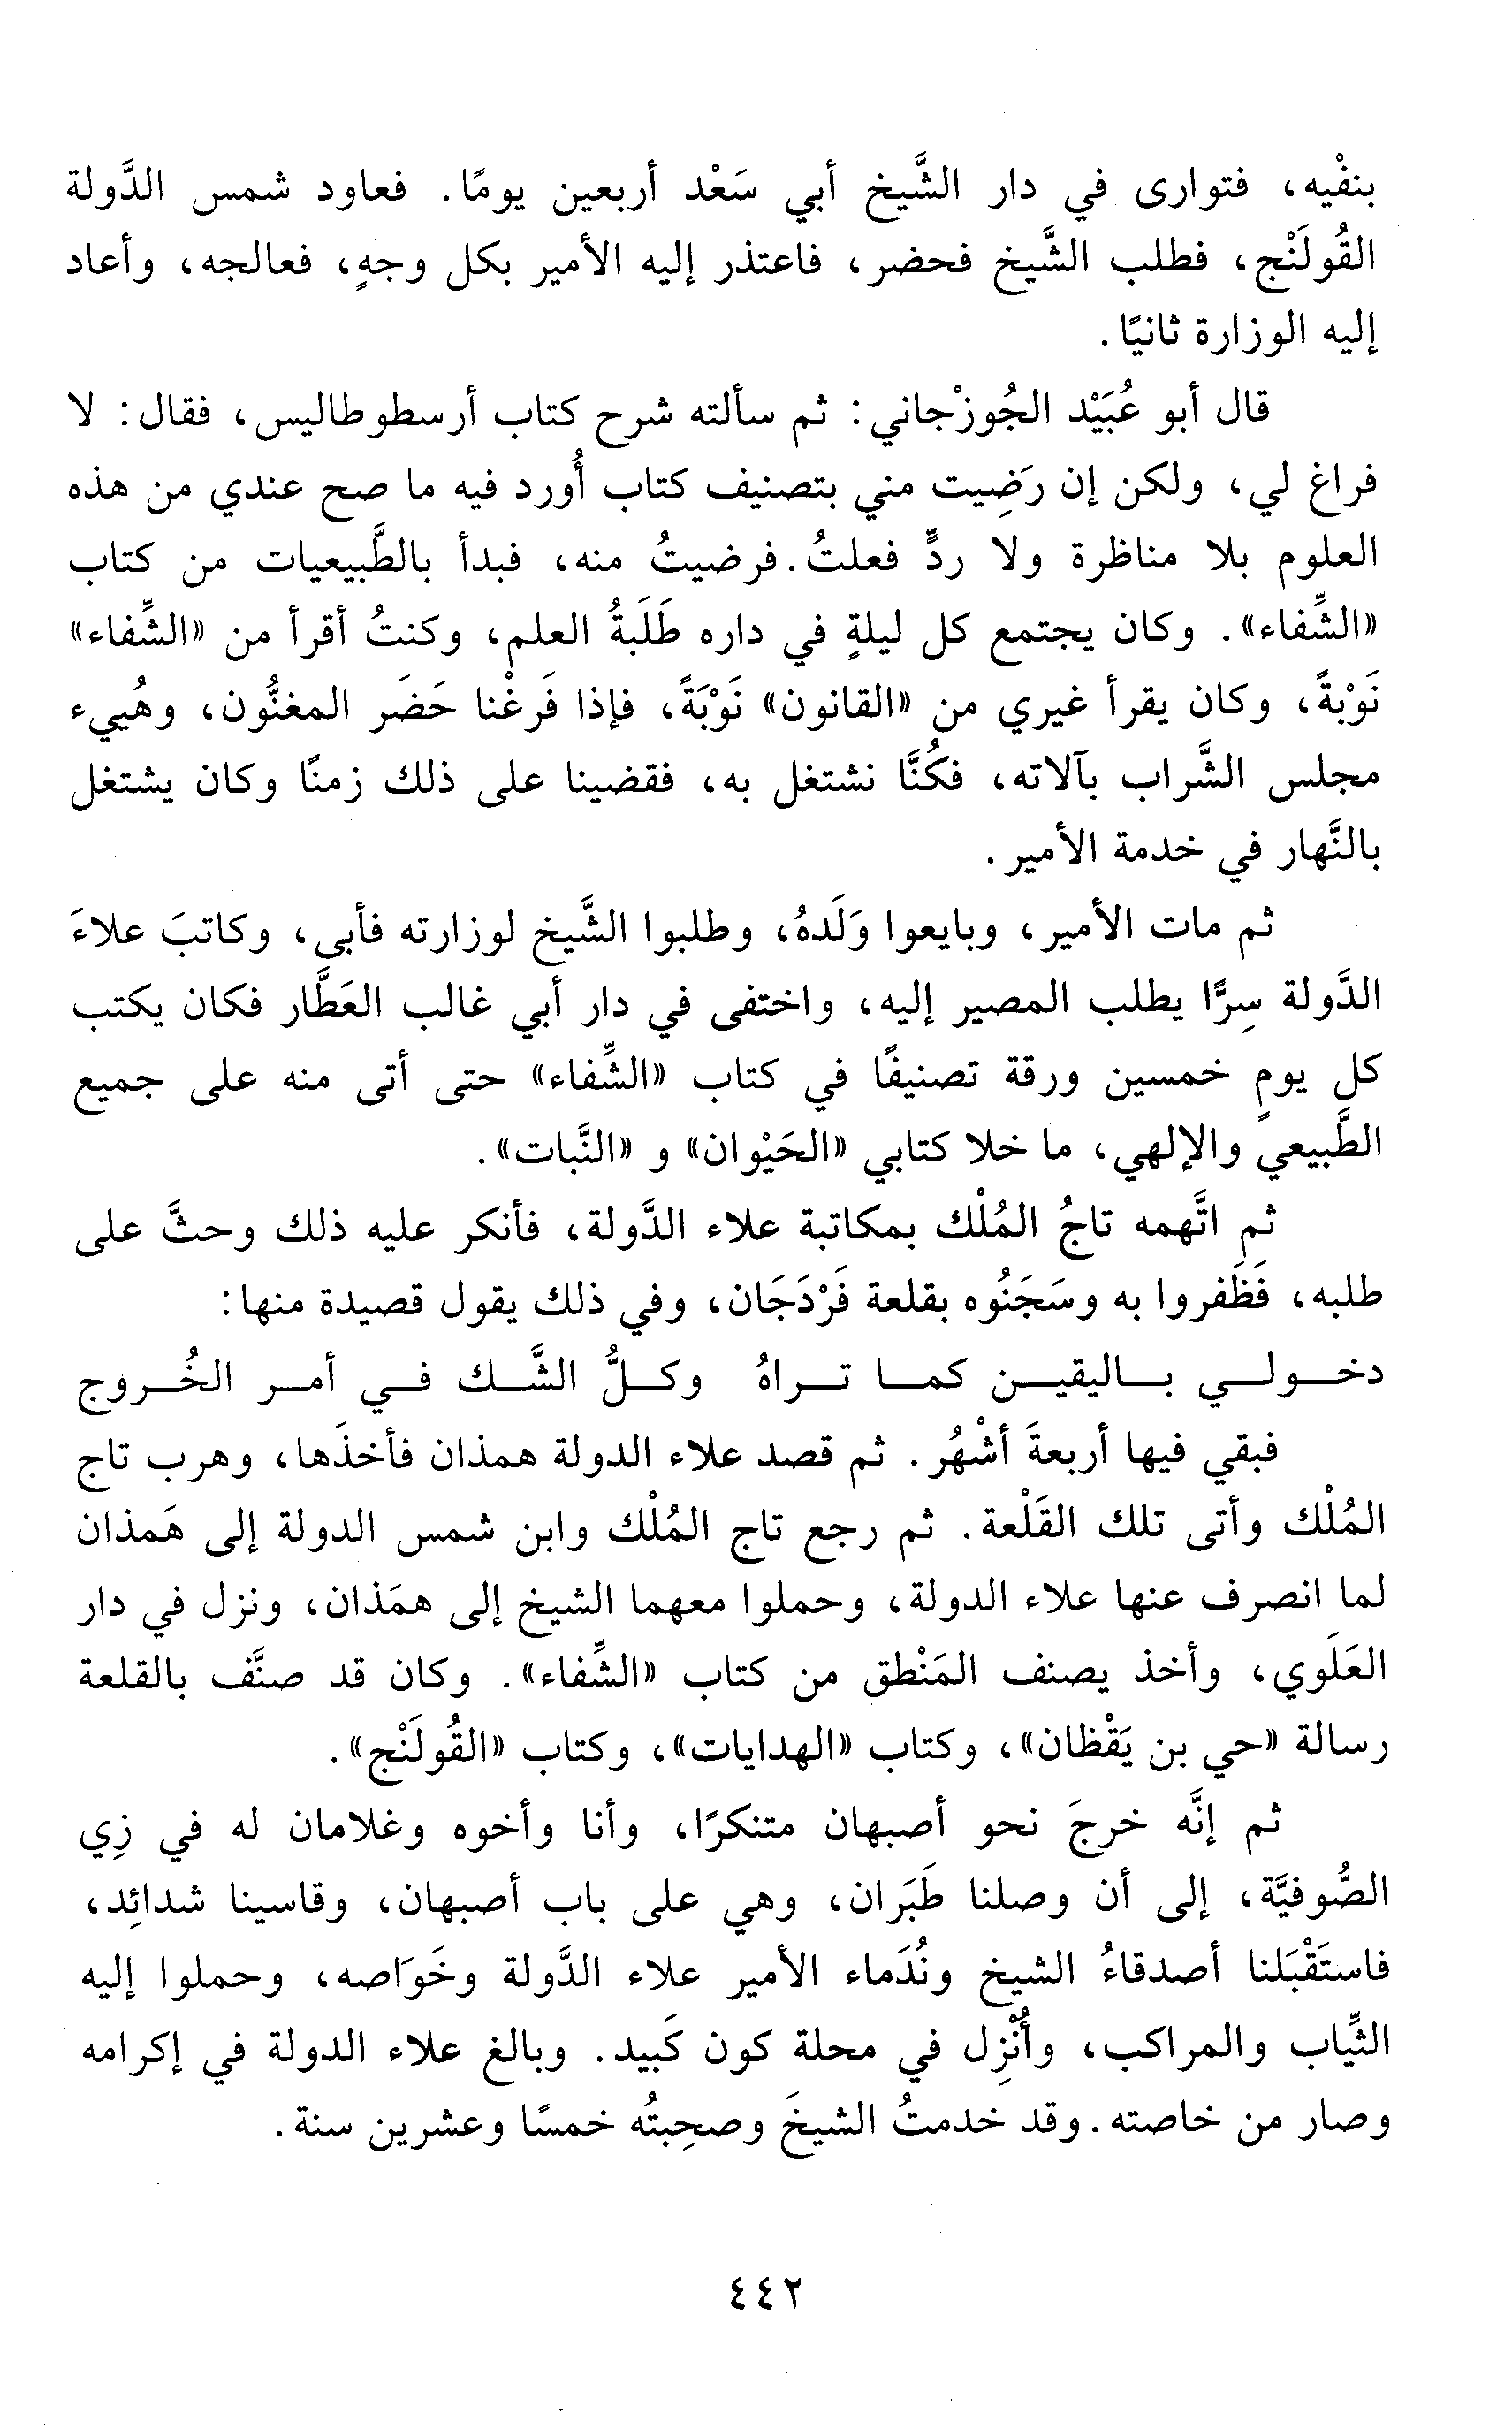 بنفْيه، فتوارى في دار الشَّيخ أبي سَعْد أربعين يومًا. فعاود شمس الدَّولة
القُولَنْج، فطلب الشَّيخ فحضر، فاعتذر إليه الأمير بكل وجهٍ، فعالجه، وأعاد
إليه الوزارة ثانيًا.
قال أبو عُبَيْد الجُوزْجاني: ثم سألته شرح كتاب أرسطوطاليس، فقال: لا
فراغ لي، ولكن إن رَضِيت مني بتصنيف كتاب أُورد فيه ما صح عندي من هذه
العلوم بلا مناظرة ولا ردٍّ فعلتُ. فرضيتُ منه، فبدأ بالطَّبيعيات من كتاب
«الشِّفاء». وكان يجتمع كل ليلةٍ في داره طَلَبةُ العلم، وكنتُ أقرأ من «الشِّفاء»
نَوْبةً، وكان يقرأ غيري من «القانون» نَوْبَةً، فإذا فَرغْنا حَضَر المغنُّون، وهُييء
مجلس الشَّراب بآلاته، فكُنَّا نشتغل به، فقضينا على ذلك زمنًا وكان يشتغل
بالنَّهار في خدمة الأمير.
ثم مات الأمير، وبايعوا وَلَدهُ، وطلبوا الشَّيخ لوزارته فأبى، وكاتبَ علاءَ
الدَّولة سِرًّا يطلب المصير إليه، واختفى في دار أبي غالب العَطَّار فكان يكتب
كل يومٍ خمسين ورقة تصنيفًا في كتاب «الشِّفاء» حتى أتى منه على جميع
الطَّبيعي والإلهي، ما خلا كتابي «الحَيْوان» و «النَّبات».
ثم اتَّهمه تاجُ المُلْك بمكاتبة علاء الدَّولة، فأنكر عليه ذلك وحثَّ على
طلبه، فَظَفروا به وسَجَنُوه بقلعة فَرْدَجَان، وفي ذلك يقول قصيدة منها:
دخولي باليقين كما تراهُ وكلُّ الشَّك في أمر الخُروج
فبقي فيها أربعةَ أشْهُر. ثم قصد علاء الدولة همذان فأخذَها، وهرب تاج
المُلْك وأتى تلك القَلْعة. ثم رجع تاج المُلْك وابن شمس الدولة إلى هَمذان
لما انصرف عنها علاء الدولة، وحملوا معهما الشيخ إلى همَذان، ونزل في دار
العَلَوي، وأخذ يصنف المَنْطق من كتاب «الشِّفاء». وكان قد صنَّف بالقلعة
رسالة «حي بن يَقْظان»، وكتاب «الهدايات»، وكتاب «القُولَنْج».
ثم إنَّه خرجَ نحو أصبهان متنكرًا، وأنا وأخوه وغلامان له في زِي
الصُّوفيَّة، إلى أن وصلنا طَبَران، وهي على باب أصبهان، وقاسينا شدائِد،
فاستَقْبَلنا أصدقاءُ الشيخ ونُدَماء الأمير علاء الدَّولة وخَوَاصه، وحملوا إليه
الثِّياب والمراكب، وأُنْزِل في محلة كون كَبيد. وبالغ علاء الدولة في إكرامه
وصار من خاصته. وقد خدمتُ الشيخَ وصحِبتُه خمسًا وعشرين سنة.
٤٤٢